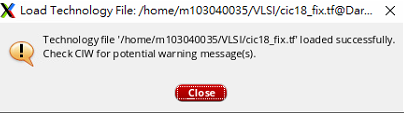 Load Technology File: /home/m103040035/VLSI/cic18_fix.tf@Dar...
Technology file '/home/m103040035/VLSI/cic18_fix.tf' loaded successfully.
Check CIW for potential warning message(s).
Close